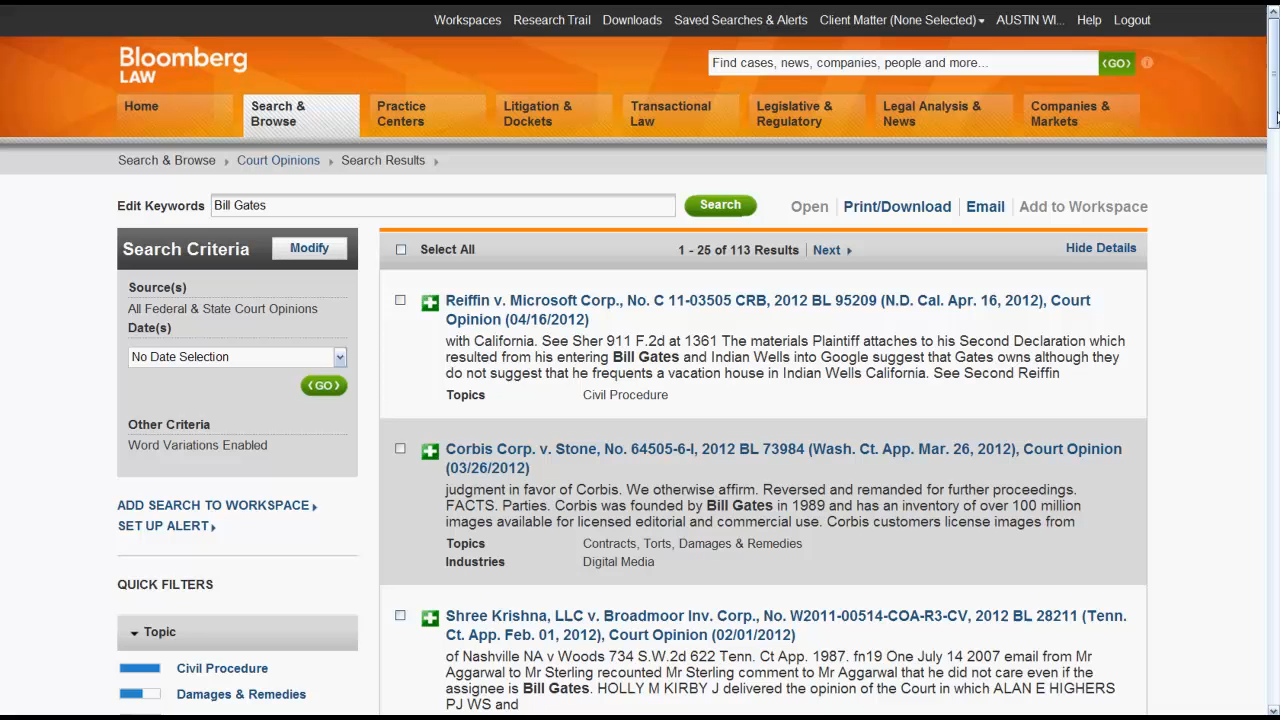 Workspaces Research Trail Downloads Saved Searches & Alerts Client Matter (None Selected) AUSTIN WI... Help Logout
Bloomberg
LAW
Find cases, news, companies, people and more...
GO
Home
Search &
Browse
Practice
Centers
Litigation &
Dockets
Transactional
Law
Legislative &
Regulatory
Legal Analysis &
News
Companies &
Markets
Search & Browse Court Opinions Search Results
Edit Keywords Bill Gates Search Open Print/Download Email Add to Workspace
Search Criteria Modify
Source(s)
All Federal & State Court Opinions
Date(s)
No Date Selection
GO
Other Criteria
Word Variations Enabled
ADD SEARCH TO WORKSPACE
SET UP ALERT
QUICK FILTERS
Topic
Civil Procedure
Damages & Remedies
Select All 1 - 25 of 113 Results Next Hide Details
Reiffin v. Microsoft Corp., No. C 11-03505 CRB, 2012 BL 95209 (N.D. Cal. Apr. 16, 2012), Court
Opinion (04/16/2012)
with California. See Sher 911 F.2d at 1361 The materials Plaintiff attaches to his Second Declaration which
resulted from his entering Bill Gates and Indian Wells into Google suggest that Gates owns although they
do not suggest that he frequents a vacation house in Indian Wells California. See Second Reiffin
Topics Civil Procedure
Corbis Corp. v. Stone, No. 64505-6-I, 2012 BL 73984 (Wash. Ct. App. Mar. 26, 2012), Court Opinion
(03/26/2012)
judgment in favor of Corbis. We otherwise affirm. Reversed and remanded for further proceedings.
FACTS. Parties. Corbis was founded by Bill Gates in 1989 and has an inventory of over 100 million
images available for licensed editorial and commercial use. Corbis customers license images from
Topics Contracts, Torts, Damages & Remedies
Industries Digital Media
Shree Krishna, LLC v. Broadmoor Inv. Corp., No. W2011-00514-COA-R3-CV, 2012 BL 28211 (Tenn.
Ct. App. Feb. 01, 2012), Court Opinion (02/01/2012)
of Nashville NA v Woods 734 S.W.2d 622 Tenn. Ct App. 1987. fn19 One July 14 2007 email from Mr
Aggarwal to Mr Sterling recounted Mr Sterling comment to Mr Aggarwal that he did not care even if the
assignee is Bill Gates. HOLLY M KIRBY J delivered the opinion of the Court in which ALAN E HIGHERS
PJ WS and